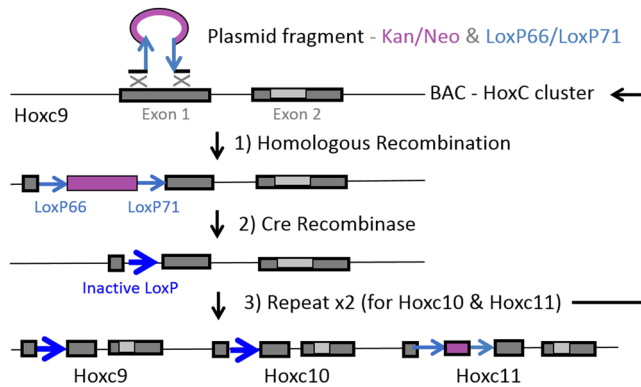 Plasmid fragment - Kan/Neo & LoxP66/LoxP71
BAC - HoxC cluster
Hoxc9
Exon 1
Exon 2
1) Homologous Recombination
LoxP66
LoxP71
2) Cre Recombinase
Inactive LoxP
3) Repeat x2 (for Hoxc10 & Hoxc11)
Hoxc9
Hoxc10
Hoxc11